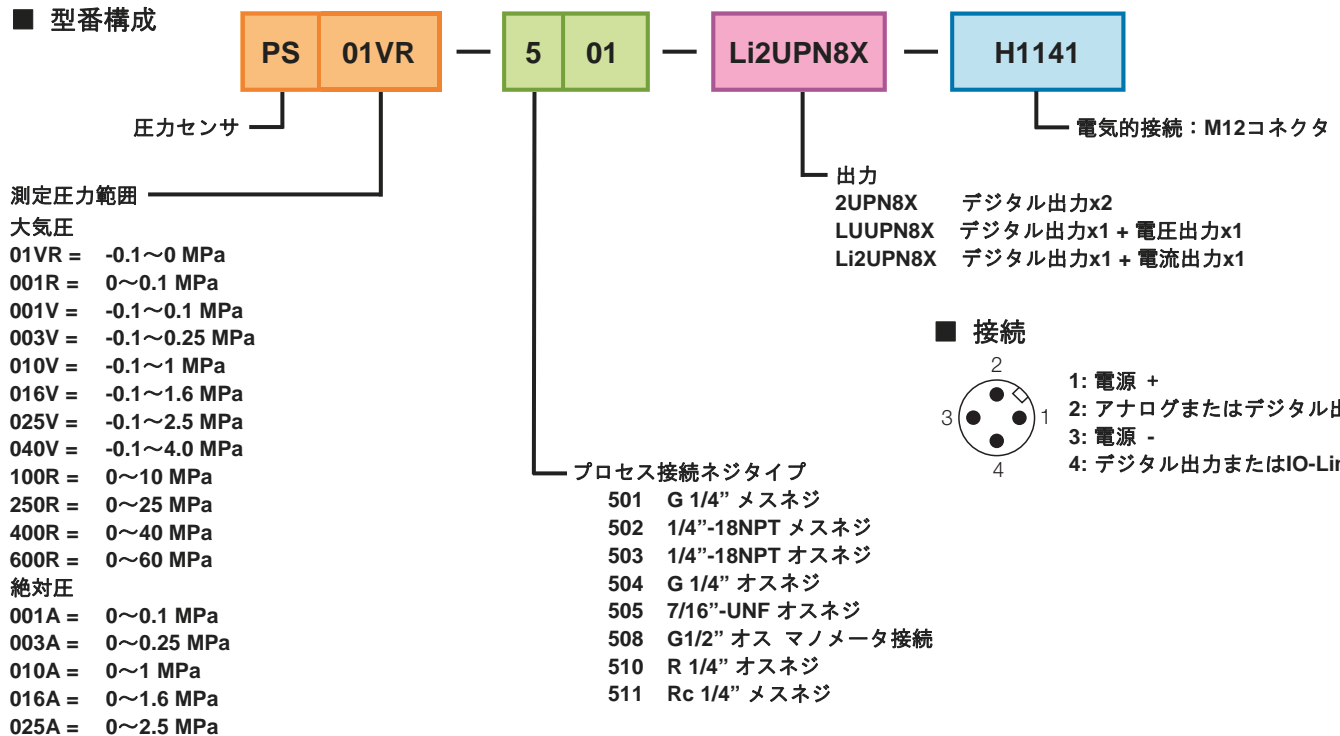 ■ 型番構成
PS 01VR — 5 01 — Li2UPN8X — H1141
圧力センサ
電気的接続：M12コネクタ
測定圧力範囲
大気圧
01VR = -0.1～0 MPa
001R = 0～0.1 MPa
001V = -0.1～0.1 MPa
003V = -0.1～0.25 MPa
010V = -0.1～1 MPa
016V = -0.1～1.6 MPa
025V = -0.1～2.5 MPa
040V = -0.1～4.0 MPa
100R = 0～10 MPa
250R = 0～25 MPa
400R = 0～40 MPa
600R = 0～60 MPa
絶対圧
001A = 0～0.1 MPa
003A = 0～0.25 MPa
010A = 0～1 MPa
016A = 0～1.6 MPa
025A = 0～2.5 MPa
プロセス接続ネジタイプ
501 G 1/4” メスネジ
502 1/4”-18NPT メスネジ
503 1/4”-18NPT オスネジ
504 G 1/4” オスネジ
505 7/16”-UNF オスネジ
508 G1/2” オス マノメータ接続
510 R 1/4” オスネジ
511 Rc 1/4” メスネジ
出力
2UPN8X デジタル出力x2
LUUPN8X デジタル出力x1 + 電圧出力x1
Li2UPN8X デジタル出力x1 + 電流出力x1
■ 接続
2
3
1
4
1: 電源 +
2: アナログまたはデジタル
3: 電源 -
4: デジタル出力または